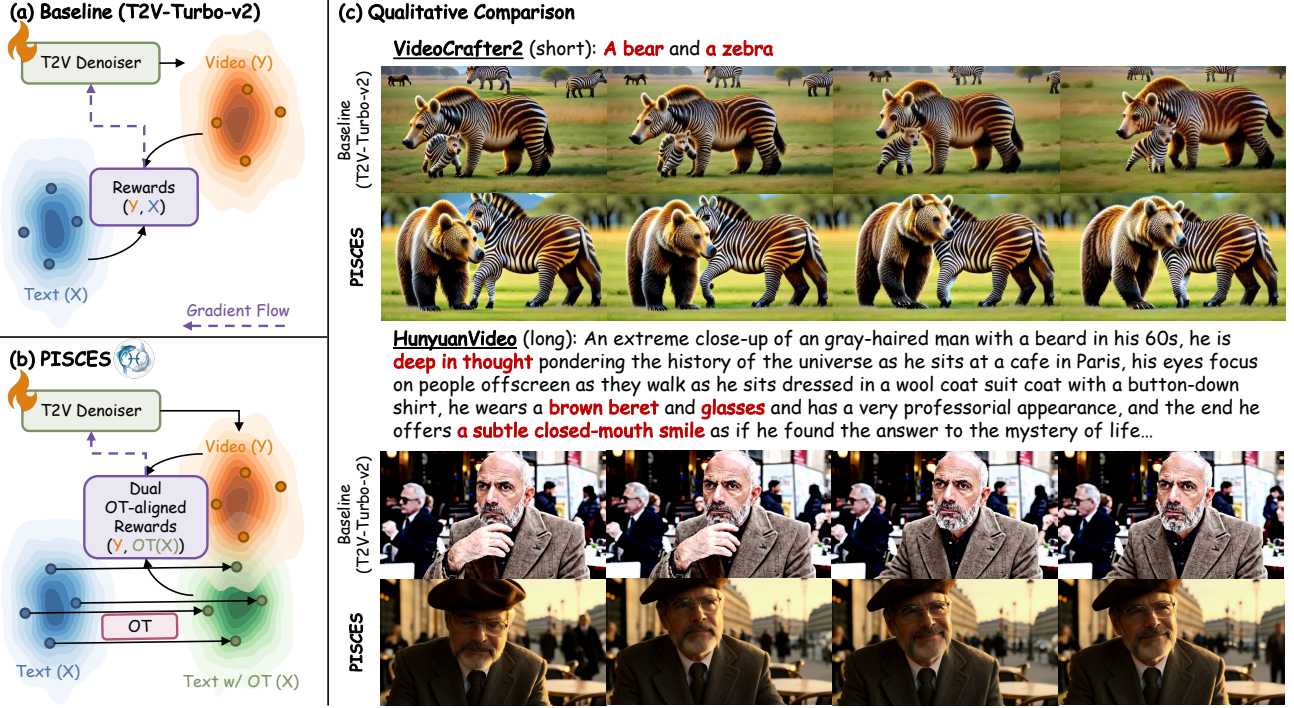 (a) Baseline (T2V-Turbo-v2)
T2V Denoiser
Video (Y)
Rewards
(Y, X)
Text (X)
Gradient Flow
(b) PISCES
T2V Denoiser
Video (Y)
Dual
OT-aligned
Rewards
(Y, OT(X))
OT
Text (X)
Text w/ OT (X)
(c) Qualitative Comparison
VideoCrafter2 (short): A bear and a zebra
Baseline
(T2V-Turbo-v2)
PISCES
HunyuanVideo (long): An extreme close-up of an gray-haired man with a beard in his 60s, he is
deep in thought pondering the history of the universe as he sits at a cafe in Paris, his eyes focus
on people offscreen as they walk as he sits dressed in a wool coat suit coat with a button-down
shirt, he wears a brown beret and glasses and has a very professorial appearance, and the end he
offers a subtle closed-mouth smile as if he found the answer to the mystery of life…
Baseline
(T2V-Turbo-v2)
PISCES